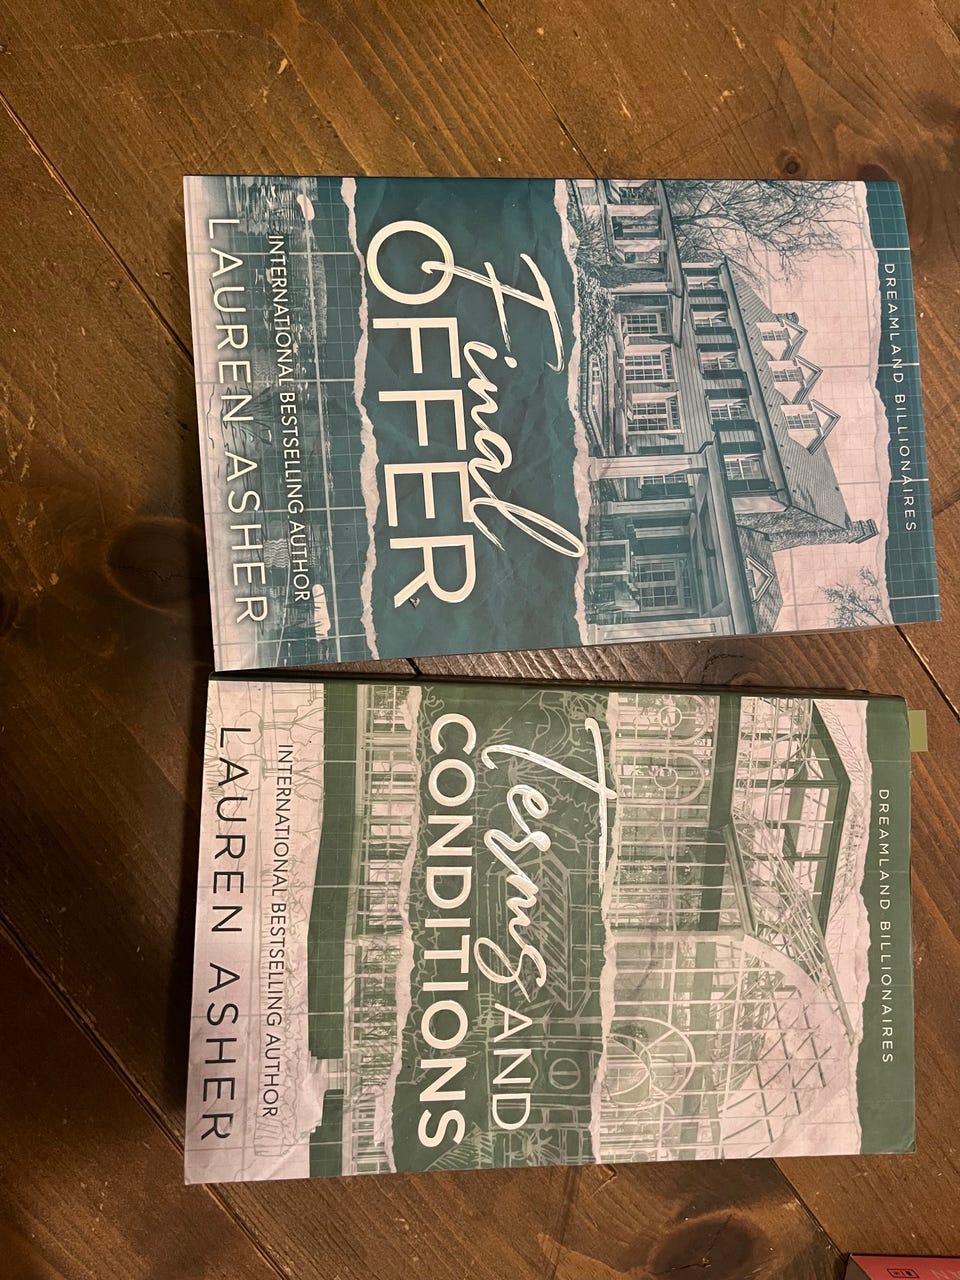 DREAMLAND BILLIONAIRES
Final
OFFER
INTERNATIONAL BESTSELLING AUTHOR
LAUREN ASHER
DREAMLAND BILLIONAIRES
Terms AND
CONDITIONS
INTERNATIONAL BESTSELLING AUTHOR
LAUREN ASHER